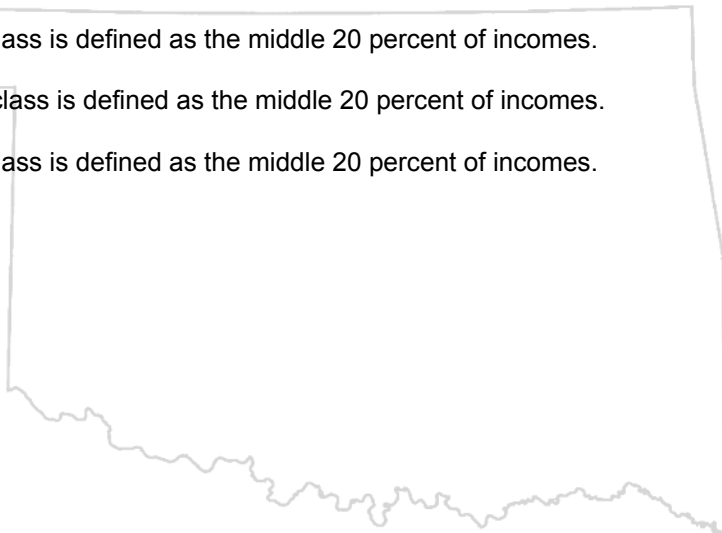 ass is defined as the middle 20 percent of incomes.
class is defined as the middle 20 percent of incomes.
ass is defined as the middle 20 percent of incomes.